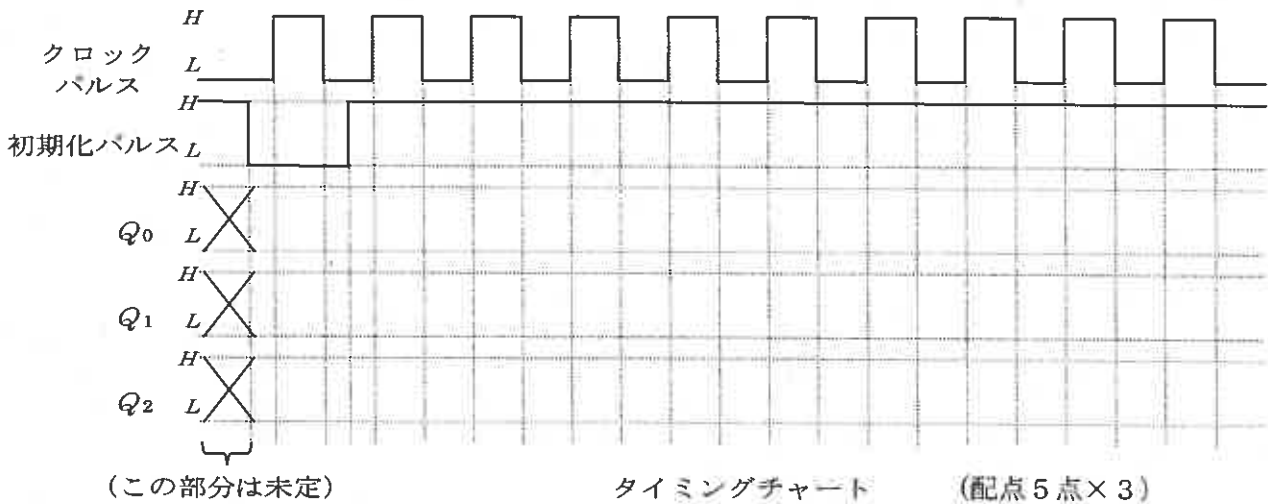 H
クロック
パルス
L
H
初期化パルス
L
H
Q0
L
H
Q1
L
H
Q2
L
(この部分は未定)
タイミングチャート
(配点5点×3)